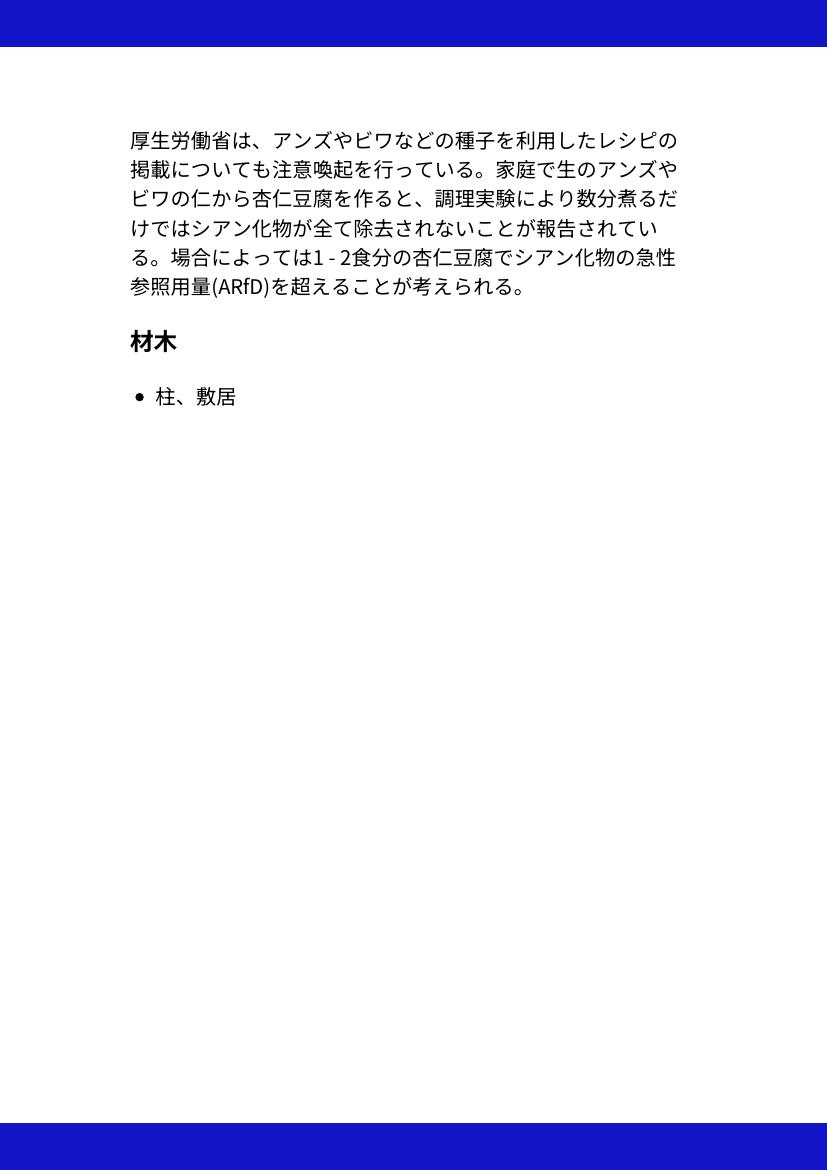 厚生労働省は、アンズやビワなどの種子を利用したレシピの
掲載についても注意喚起を行っている。家庭で生のアンズや
ビワの仁から杏仁豆腐を作ると、調理実験により数分煮るだ
けではシアン化物が全て除去されないことが報告されてい
る。場合によっては1 - 2食分の杏仁豆腐でシアン化物の急性
参照用量(ARfD)を超えることが考えられる。
材木
● 柱、敷居